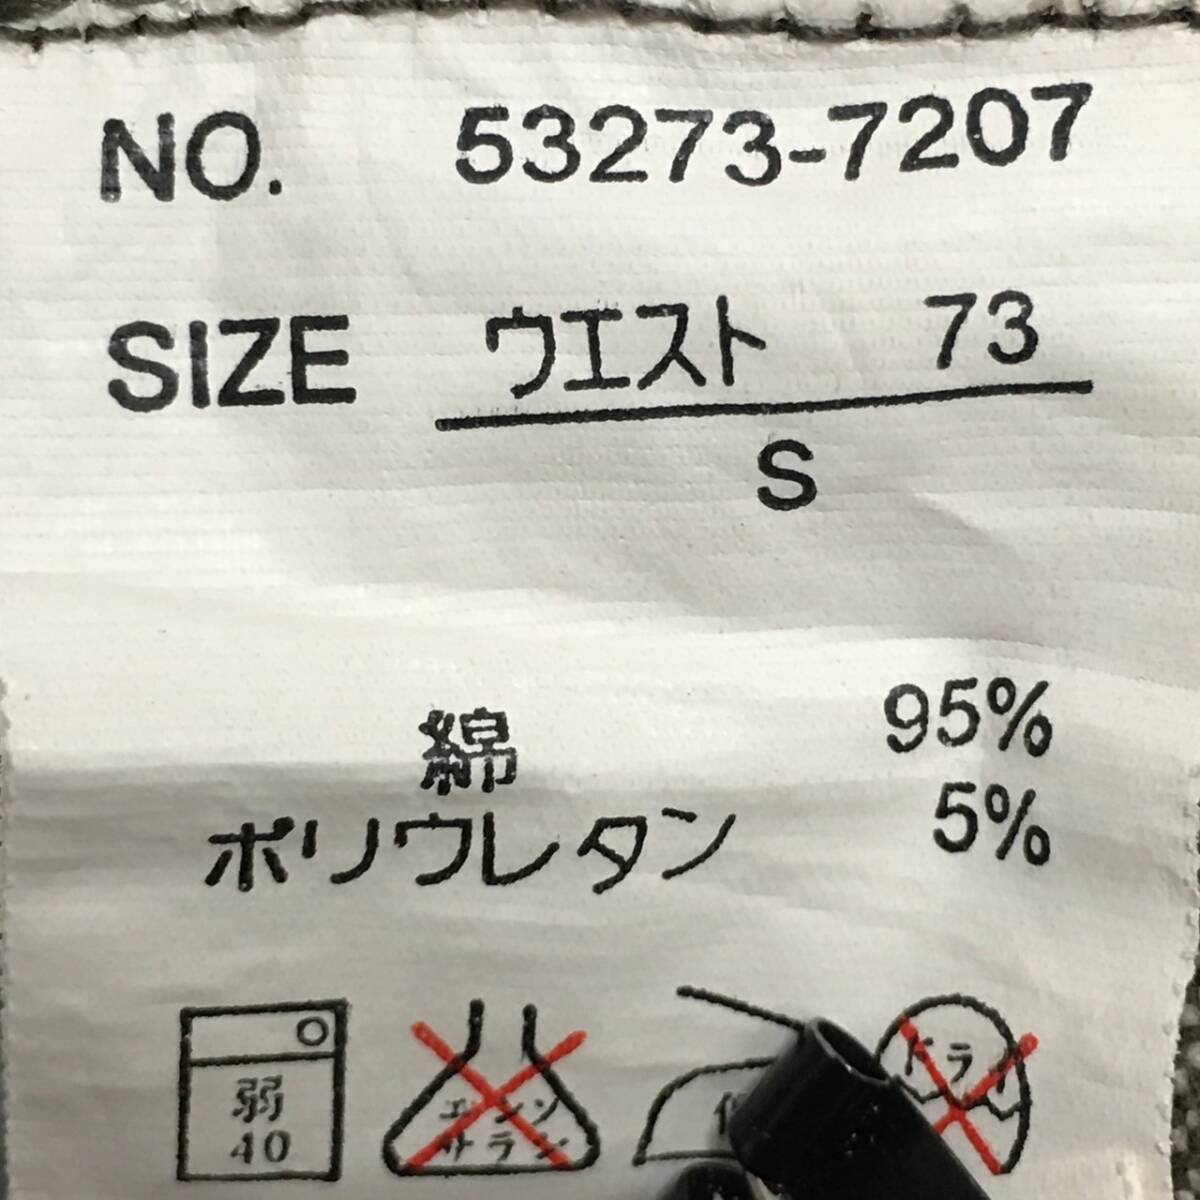 NO. 53273-7207
SIZE ウエスト 73
S
綿 95%
ポリウレタン 5%
弱
40
エンソ
サラシ
ドライ